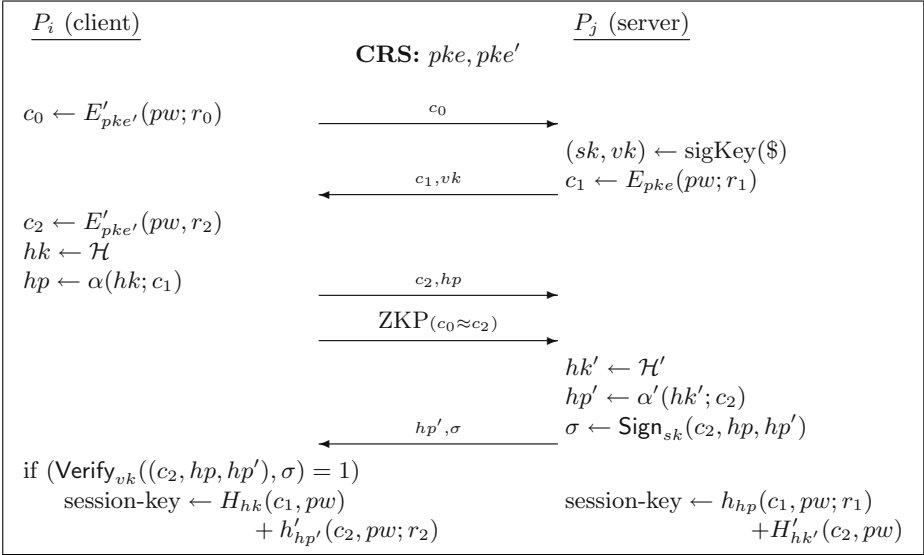 P_i (client) P_j (server)
CRS: pke, pke′
c_0 ← E′_{pke′}(pw; r_0)
c_0
(sk, vk) ← sigKey($)
c_1, vk
c_1 ← E_{pke}(pw; r_1)
c_2 ← E′_{pke′}(pw, r_2)
hk ← ℋ
hp ← α(hk; c_1)
c_2, hp
ZKP(c_0≈c_2)
hk′ ← ℋ′
hp′ ← α′(hk′; c_2)
hp′, σ
σ ← Sign_{sk}(c_2, hp, hp′)
if (Verify_{vk}((c_2, hp, hp′), σ) = 1)
session-key ← H_{hk}(c_1, pw) session-key ← h_{hp}(c_1, pw; r_1)
+ h′_{hp′}(c_2, pw; r_2) +H′_{hk′}(c_2, pw)